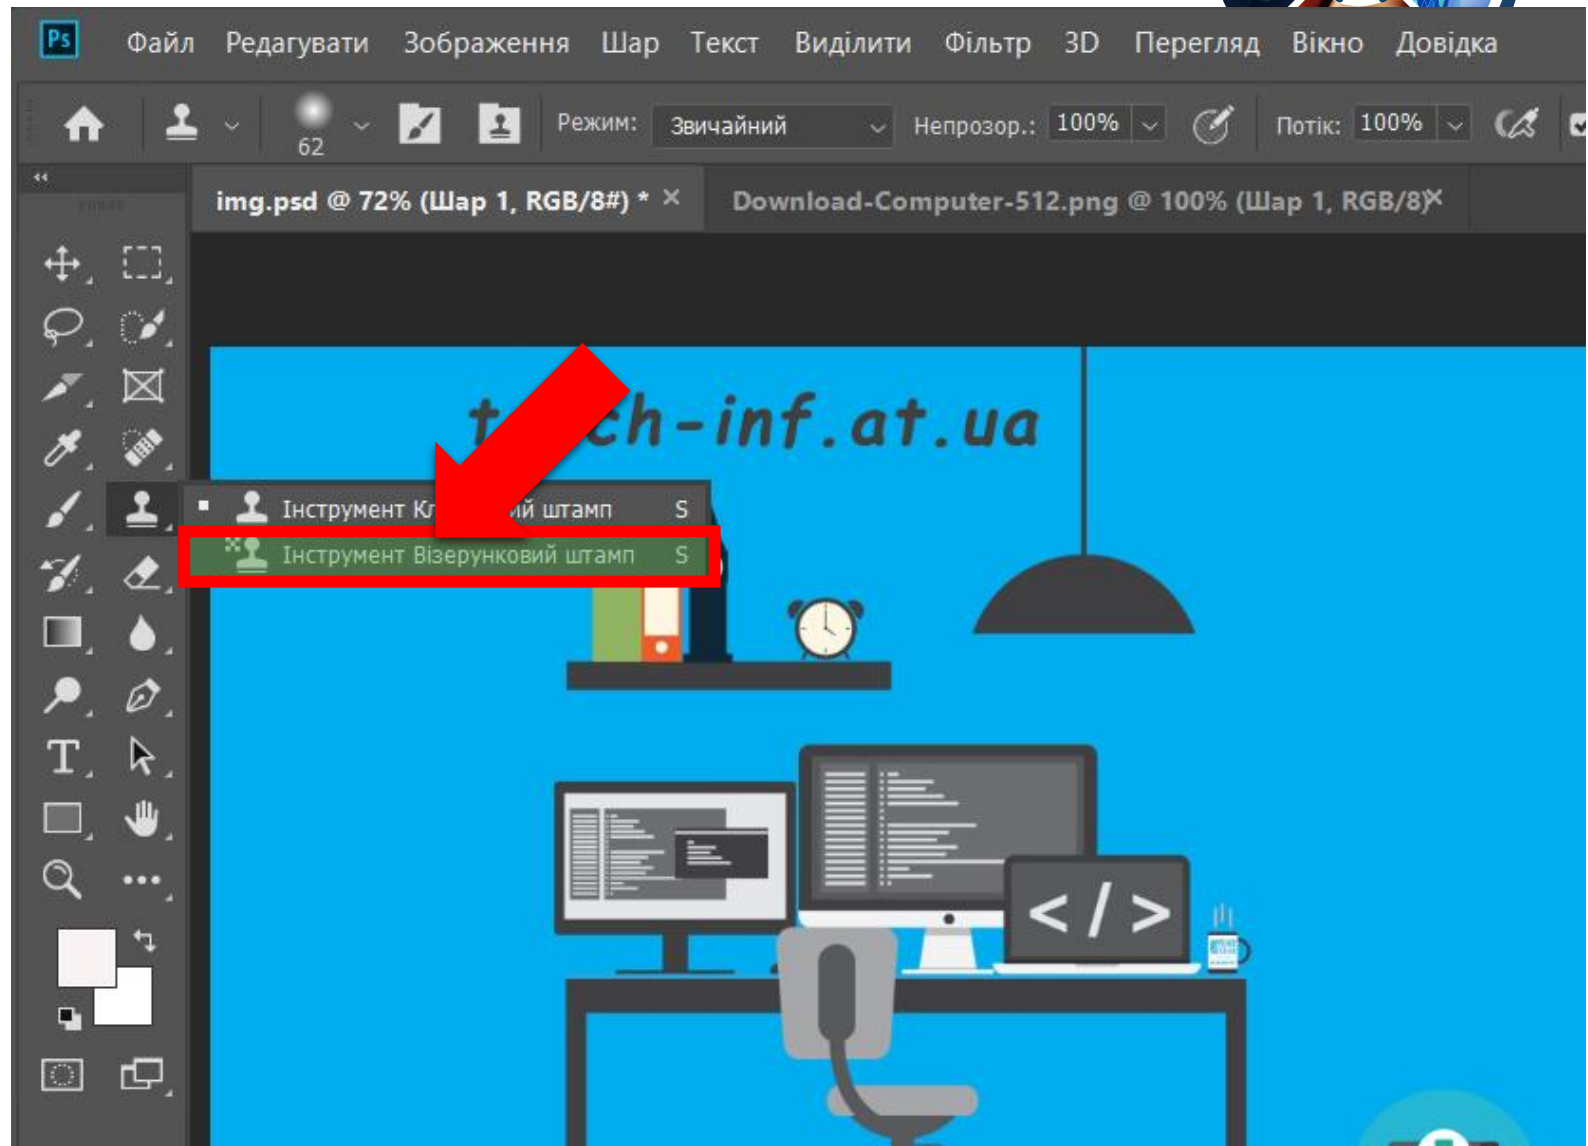 Ps Файл Редагувати Зображення Шар Текст Виділити Фільтр 3D Перегляд Вікно Довідка
62 Режим: Звичайний Непрозор.: 100% Потік: 100%
img.psd @ 72% (Шар 1, RGB/8#) * × Download-Computer-512.png @ 100% (Шар 1, RGB/8) ×
ch-inf.at.ua
Інструмент штамп S
Інструмент Візерунковий штамп S
</>